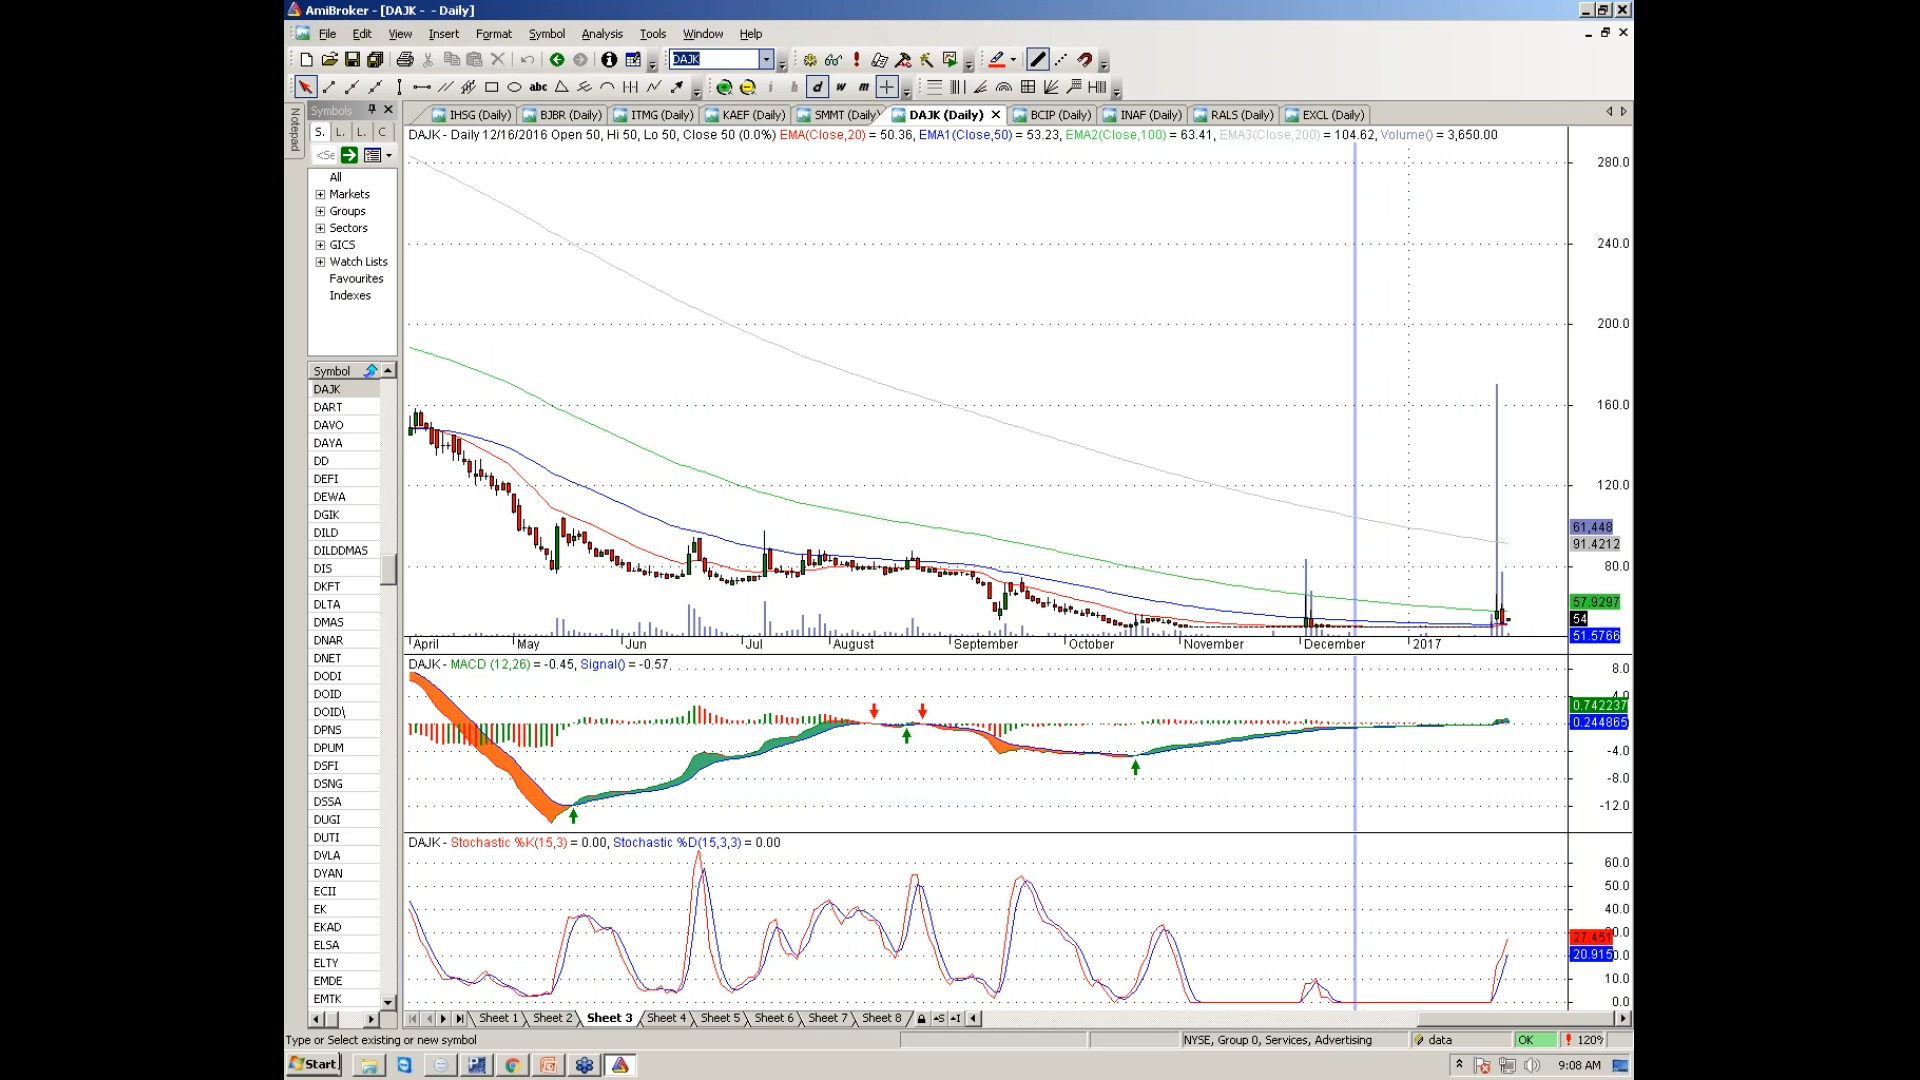 AmiBroker - [DAJK - - Daily]
File Edit View Insert Format Symbol Analysis Tools Window Help
DAJK
abc i h d w m
Notepad
Symbols
IHSG (Daily) BJBR (Daily) ITMG (Daily) KAEF (Daily) SMMT (Daily) DAJK (Daily) BCIP (Daily) INAF (Daily) RALS (Daily) EXCL (Daily)
S. L. L. C
<Se
All
Markets
Groups
Sectors
GICS
Watch Lists
Favourites
Indexes
Symbol
DAJK
DART
DAVO
DAYA
DD
DEFI
DEWA
DGIK
DILD
DILDDMAS
DIS
DKFT
DLTA
DMAS
DNAR
DNET
DODI
DOID
DOID\
DPNS
DPUM
DSFI
DSNG
DSSA
DUGI
DUTI
DVLA
DYAN
ECII
EK
EKAD
ELSA
ELTY
EMDE
EMTK
DAJK - Daily 12/16/2016 Open 50, Hi 50, Lo 50, Close 50 (0.0%) EMA(Close,20) = 50.36, EMA1(Close,50) = 53.23, EMA2(Close,100) = 63.41, EMA3(Close,200) = 104.62, Volume() = 3,650.00
280.0
240.0
200.0
160.0
120.0
61,448
91.4212
80.0
57.9297
54
51.5766
April May Jun Jul August September October November December 2017
DAJK - MACD (12,26) = -0.45, Signal() = -0.57
8.0
4.0
0.742237
0.244865
-4.0
-8.0
-12.0
DAJK - Stochastic %K(15,3) = 0.00, Stochastic %D(15,3,3) = 0.00
60.0
50.0
40.0
27.451
20.915
10.0
0.0
Sheet 1 Sheet 2 Sheet 3 Sheet 4 Sheet 5 Sheet 6 Sheet 7 Sheet 8
Type or Select existing or new symbol
NYSE, Group 0, Services, Advertising data OK 120%
Start 9:08 AM